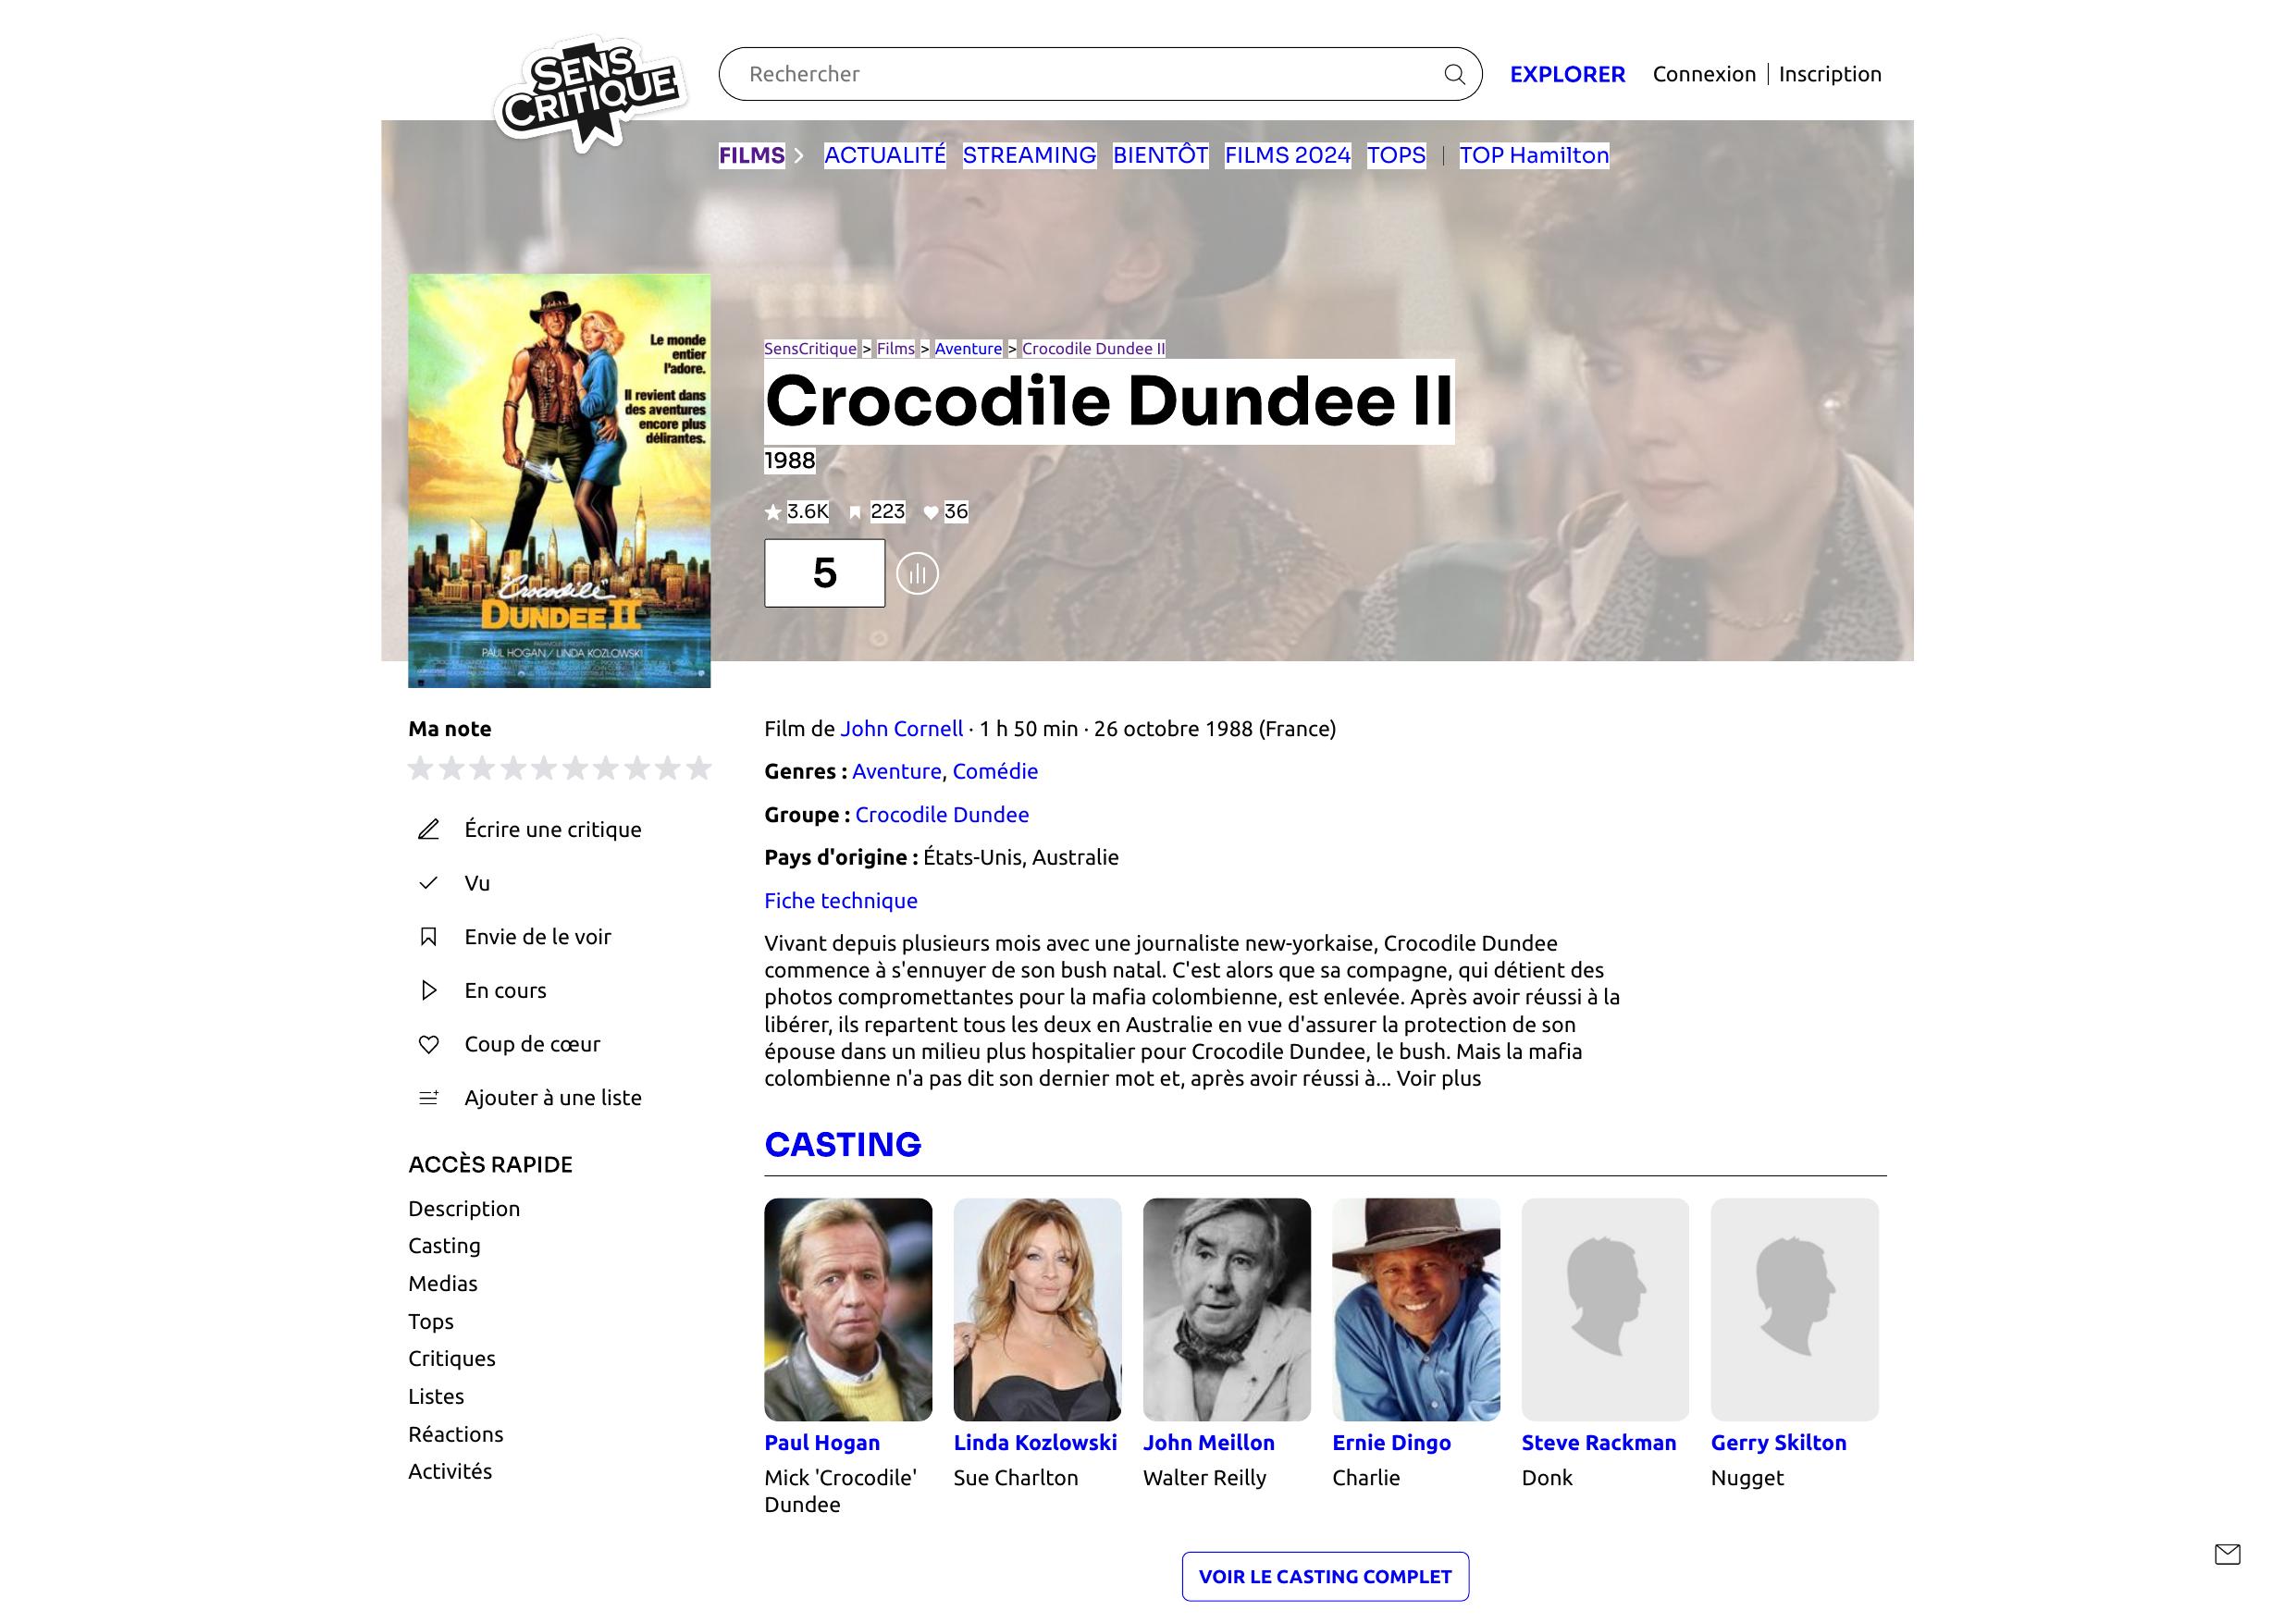 SENS
CRITIQUE
Rechercher
EXPLORER
Connexion
Inscription
FILMS
ACTUALITÉ
STREAMING
BIENTÔT
FILMS 2024
TOPS
TOP Hamilton
Le monde
entier
l'adore.
Il revient dans
des aventures
encore plus
délirantes.
Crocodile
DUNDEE II
PAUL HOGAN / LINDA KOZLOWSKI
SensCritique > Films > Aventure > Crocodile Dundee II
Crocodile Dundee II
1988
3.6K 223 36
5
Ma note
Écrire une critique
Vu
Envie de le voir
En cours
Coup de cœur
Ajouter à une liste
ACCÈS RAPIDE
Description
Casting
Medias
Tops
Critiques
Listes
Réactions
Activités
Film de John Cornell · 1 h 50 min · 26 octobre 1988 (France)
Genres : Aventure, Comédie
Groupe : Crocodile Dundee
Pays d'origine : États-Unis, Australie
Fiche technique
Vivant depuis plusieurs mois avec une journaliste new-yorkaise, Crocodile Dundee
commence à s'ennuyer de son bush natal. C'est alors que sa compagne, qui détient des
photos compromettantes pour la mafia colombienne, est enlevée. Après avoir réussi à la
libérer, ils repartent tous les deux en Australie en vue d'assurer la protection de son
épouse dans un milieu plus hospitalier pour Crocodile Dundee, le bush. Mais la mafia
colombienne n'a pas dit son dernier mot et, après avoir réussi à... Voir plus
CASTING
Paul Hogan
Mick 'Crocodile'
Dundee
Linda Kozlowski
Sue Charlton
John Meillon
Walter Reilly
Ernie Dingo
Charlie
Steve Rackman
Donk
Gerry Skilton
Nugget
VOIR LE CASTING COMPLET